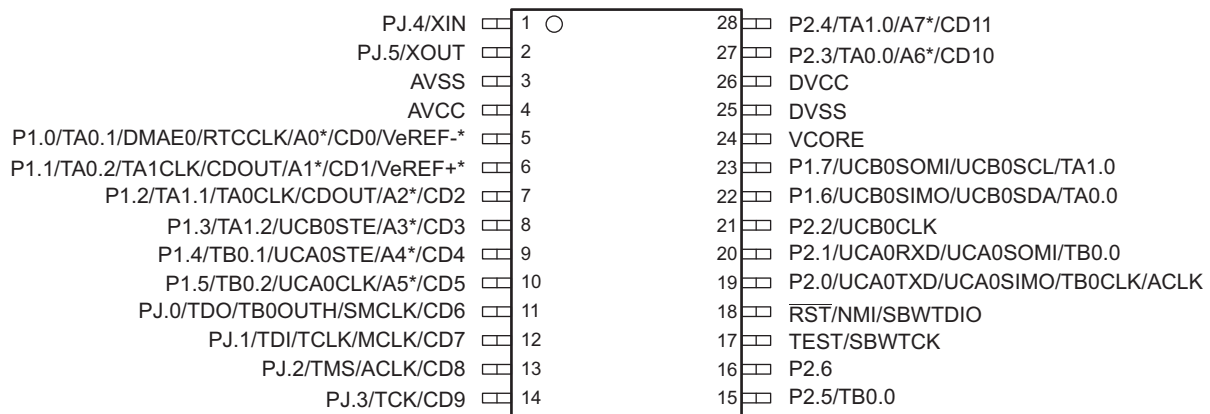 PJ.4/XIN 1 28 P2.4/TA1.0/A7*/CD11
PJ.5/XOUT 2 27 P2.3/TA0.0/A6*/CD10
AVSS 3 26 DVCC
AVCC 4 25 DVSS
P1.0/TA0.1/DMAE0/RTCCLK/A0*/CD0/VeREF-* 5 24 VCORE
P1.1/TA0.2/TA1CLK/CDOUT/A1*/CD1/VeREF+* 6 23 P1.7/UCB0SOMI/UCB0SCL/TA1.0
P1.2/TA1.1/TA0CLK/CDOUT/A2*/CD2 7 22 P1.6/UCB0SIMO/UCB0SDA/TA0.0
P1.3/TA1.2/UCB0STE/A3*/CD3 8 21 P2.2/UCB0CLK
P1.4/TB0.1/UCA0STE/A4*/CD4 9 20 P2.1/UCA0RXD/UCA0SOMI/TB0.0
P1.5/TB0.2/UCA0CLK/A5*/CD5 10 19 P2.0/UCA0TXD/UCA0SIMO/TB0CLK/ACLK
PJ.0/TDO/TB0OUTH/SMCLK/CD6 11 18 RST/NMI/SBWTDIO
PJ.1/TDI/TCLK/MCLK/CD7 12 17 TEST/SBWTCK
PJ.2/TMS/ACLK/CD8 13 16 P2.6
PJ.3/TCK/CD9 14 15 P2.5/TB0.0